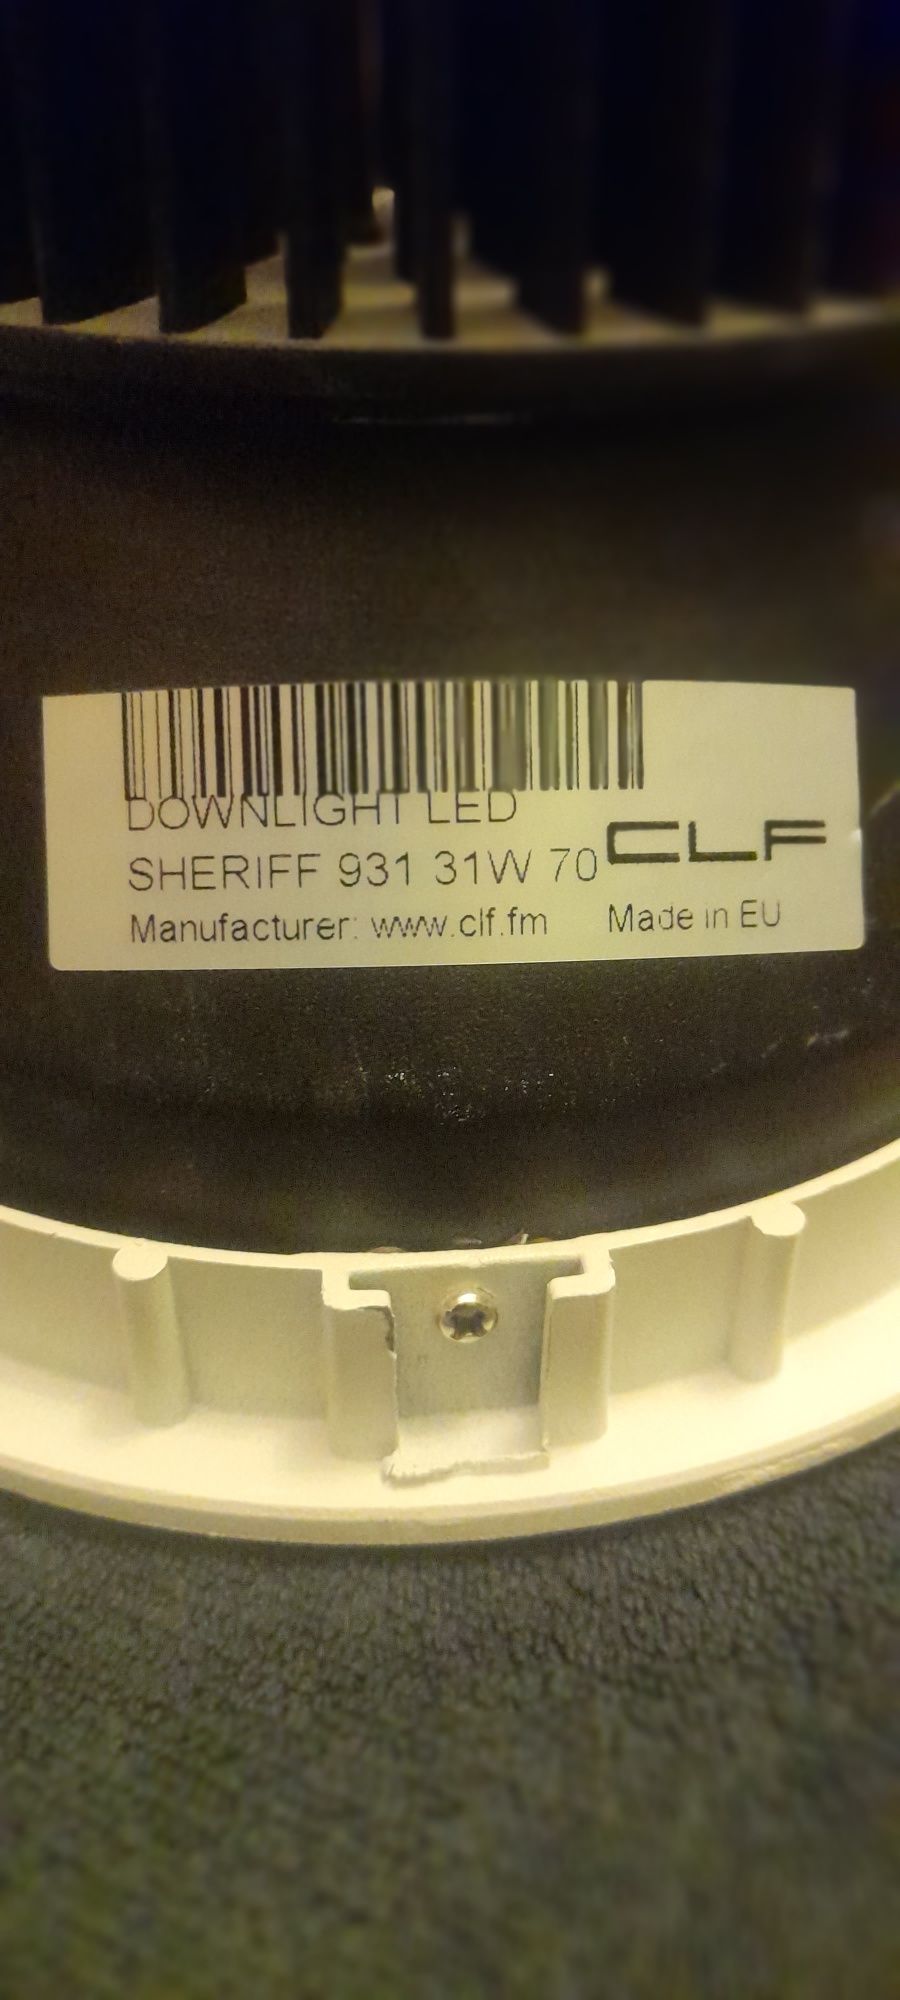 DOWNLIGHT LED
SHERIFF 931 31W 70
CLF
Manufacturer: www.clf.fm
Made in EU